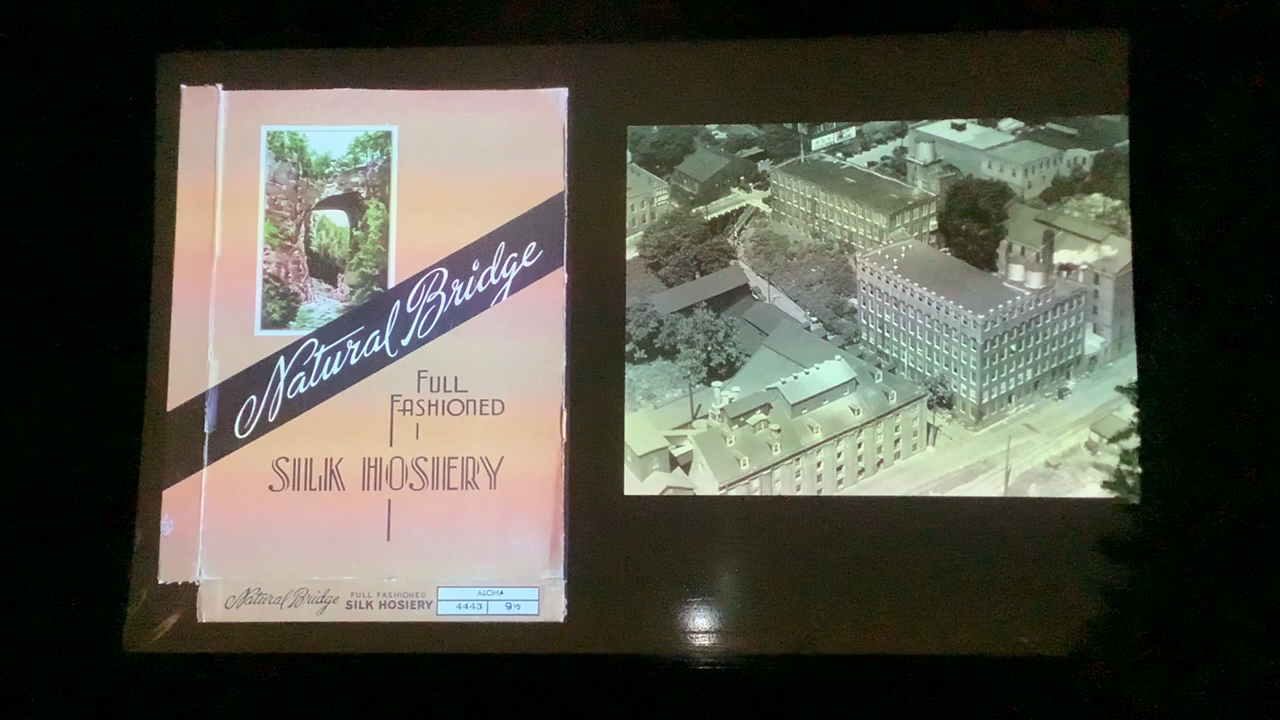 Natural Bridge
FULL
FASHIONED
SILK HOSIERY
Natural Bridge FULL FASHIONED SILK HOSIERY
ALOHA
4443 9½